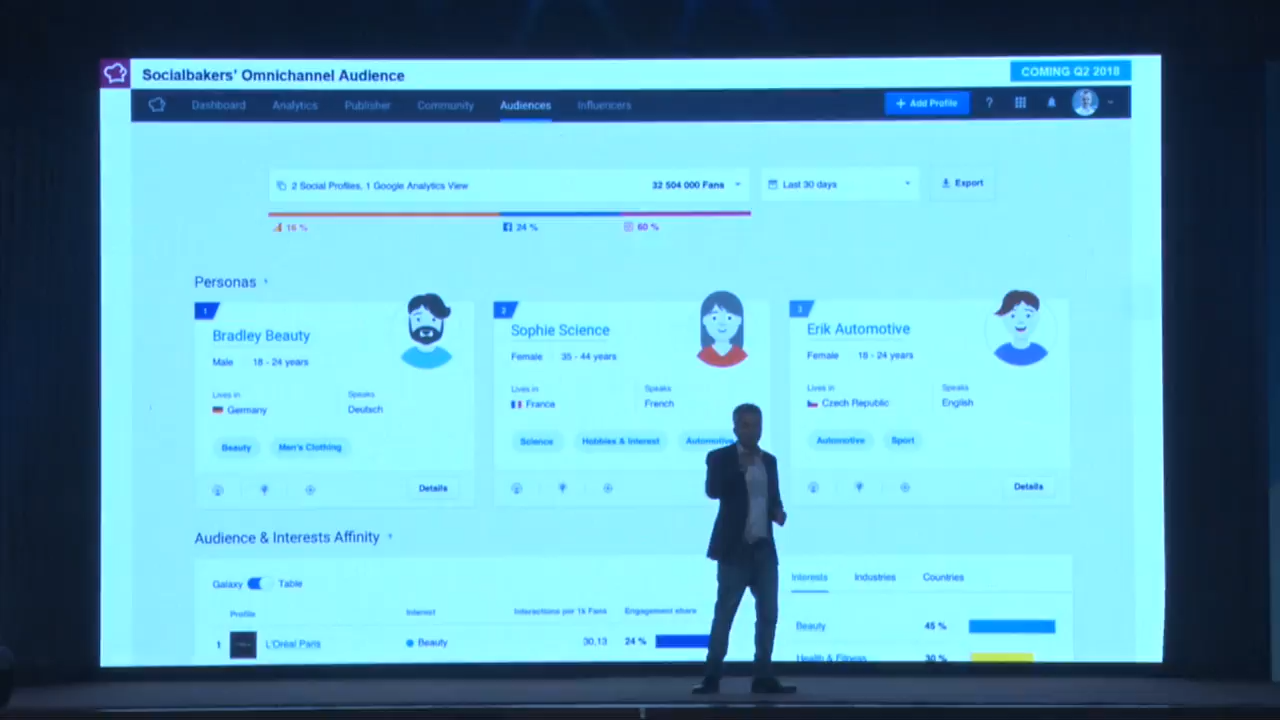 Socialbakers' Omnichannel Audience
COMING Q2 2018
Dashboard Analytics Publisher Community Audiences Influencers + Add Profile ?
2 Social Profiles, 1 Google Analytics View 32 504 000 Fans Last 30 days Export
16 % 24 % 60 %
Personas
1 2 3
Bradley Beauty Sophie Science Erik Automotive
Male 18 - 24 years Female 35 - 44 years Female 18 - 24 years
Lives in Speaks Lives in Speaks Lives in Speaks
Germany Deutsch France French Czech Republic English
Beauty Men's Clothing Science Hobbies & Interest Automotive Automotive Sport
Details Details
Audience & Interests Affinity
Galaxy Table Interests Industries Countries
Profile Interest Interactions per 1k Fans Engagement share
Beauty 45 %
1 L'Oréal Paris Beauty 30,13 24 %
Health & Fitness 30 %